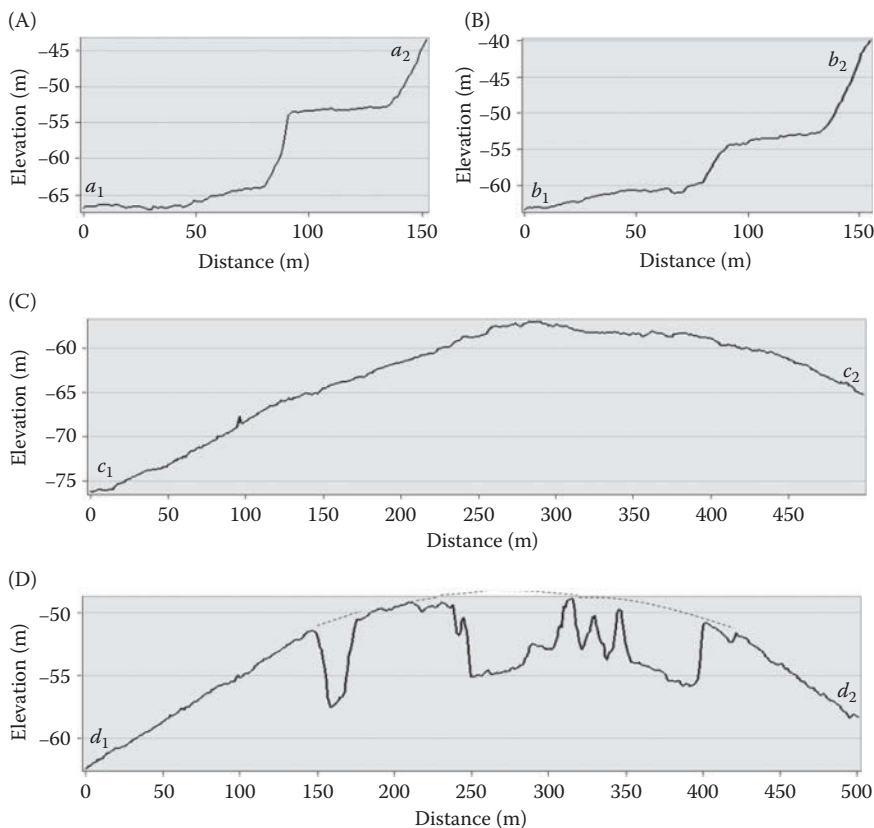 (A)
Elevation (m)
–45
–50
–55
–60
–65
a1
a2
0 50 100 150
Distance (m)
(B)
Elevation (m)
–40
–45
–50
–55
–60
b1
b2
0 50 100 150
Distance (m)
(C)
Elevation (m)
–60
–65
–70
–75
c1
c2
0 50 100 150 200 250 300 350 400 450
Distance (m)
(D)
Elevation (m)
–50
–55
–60
d1
d2
0 50 100 150 200 250 300 350 400 450 500
Distance (m)